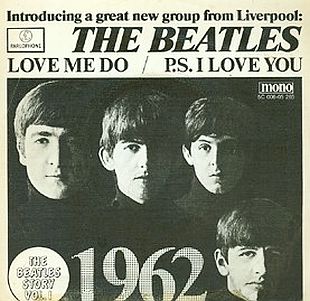 Introducing a great new group from Liverpool:
PARLOPHONE
THE BEATLES
LOVE ME DO / P.S. I LOVE YOU
mono
THE
BEATLES
STORY
VOL. 1
1962